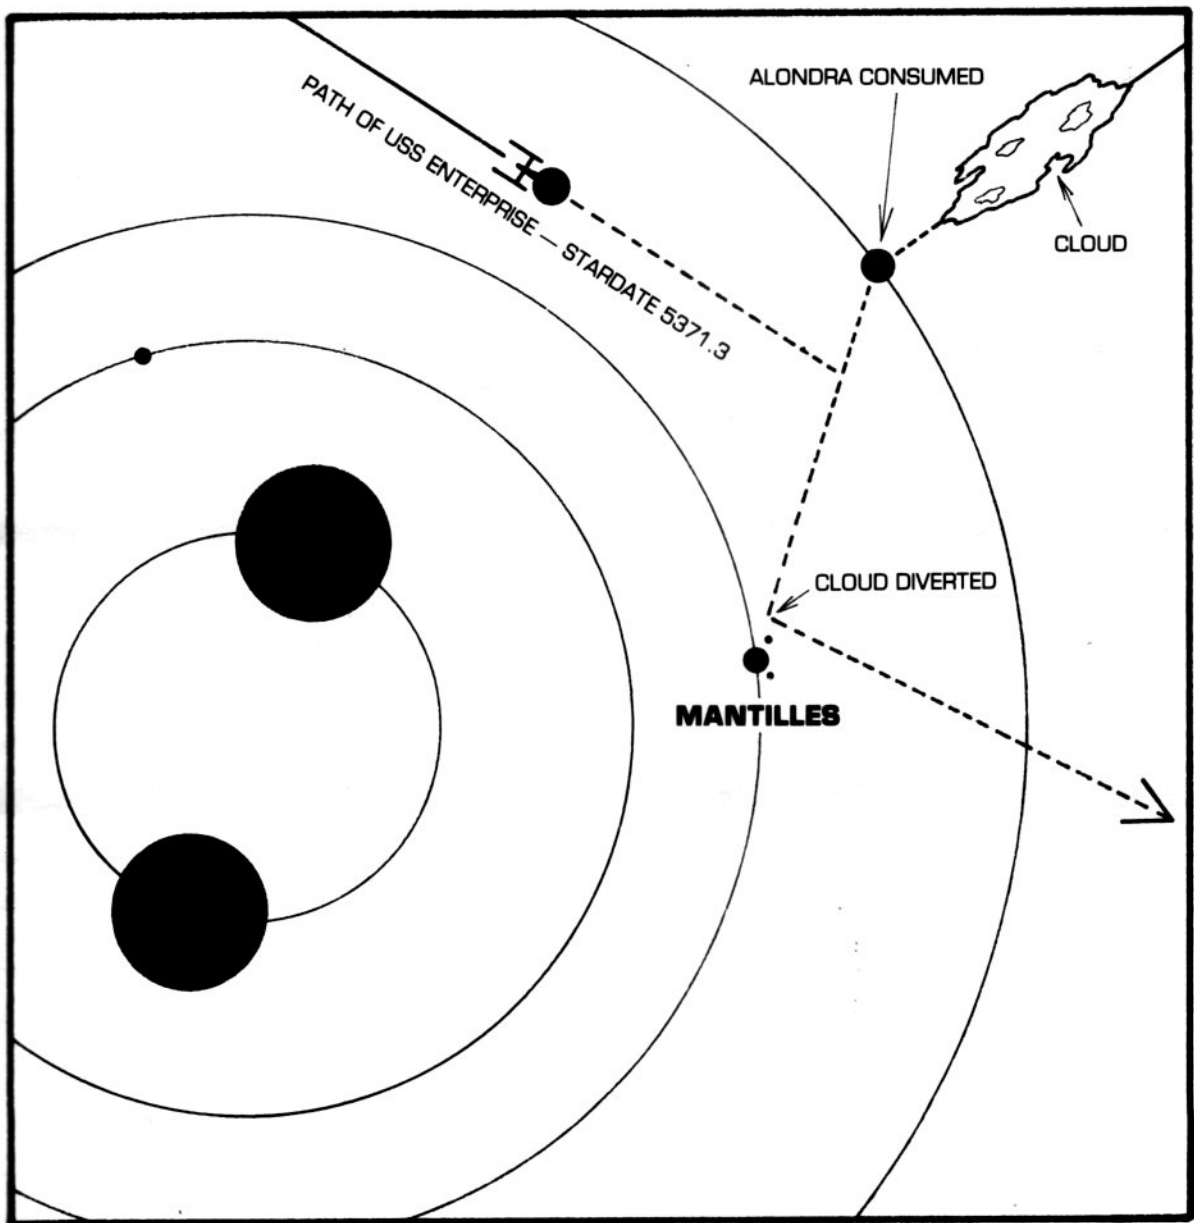 ALONDRA CONSUMED
PATH OF USS ENTERPRISE — STARDATE 5371.3
CLOUD
CLOUD DIVERTED
MANTILLES